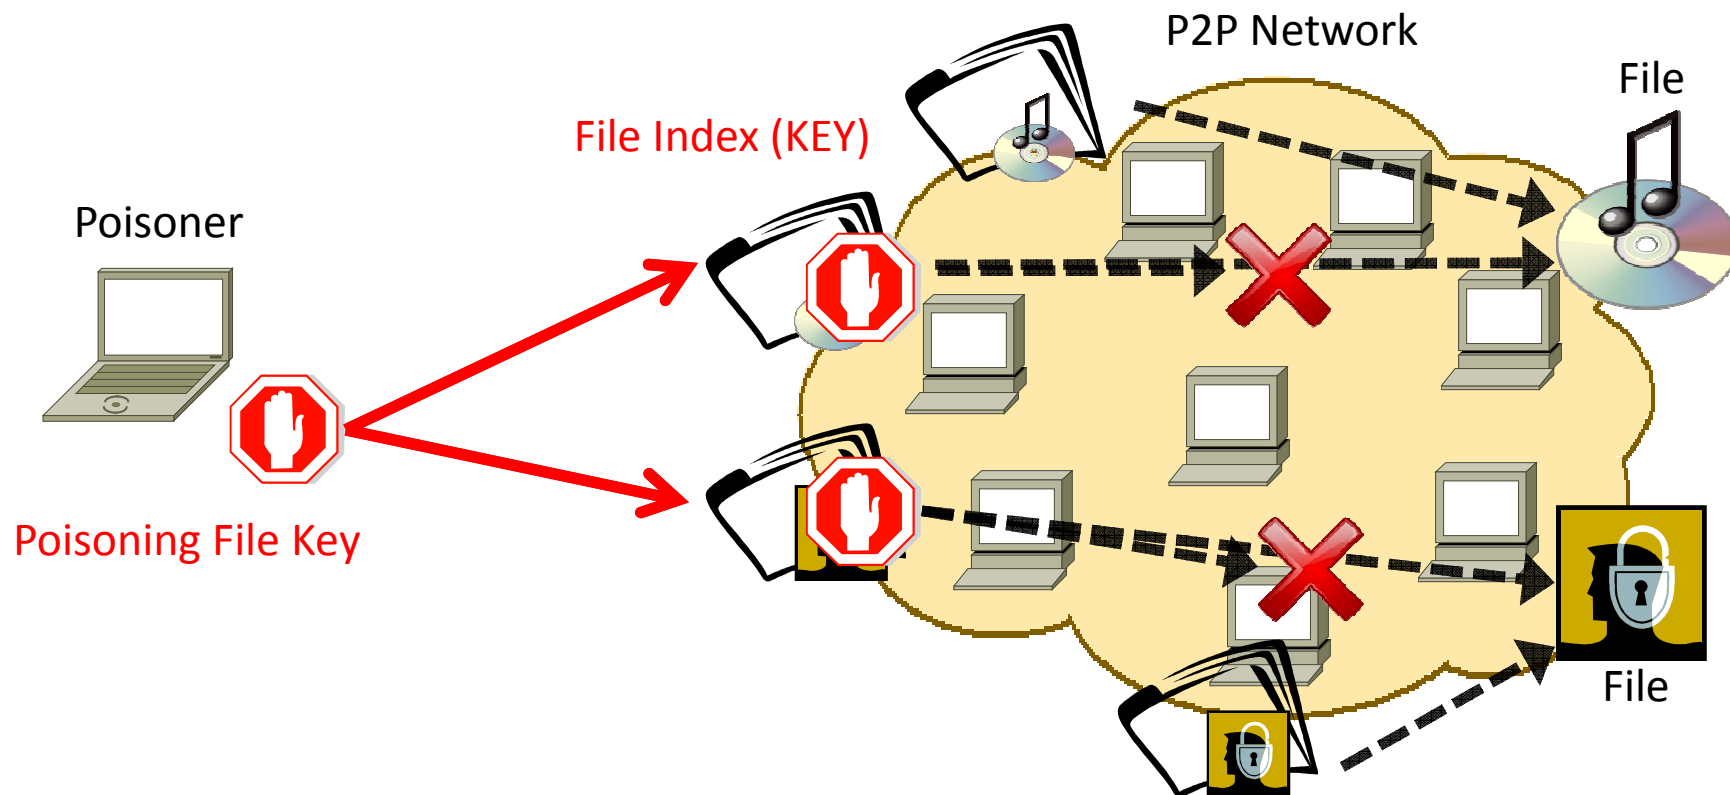 P2P Network
File
File Index (KEY)
Poisoner
Poisoning File Key
File